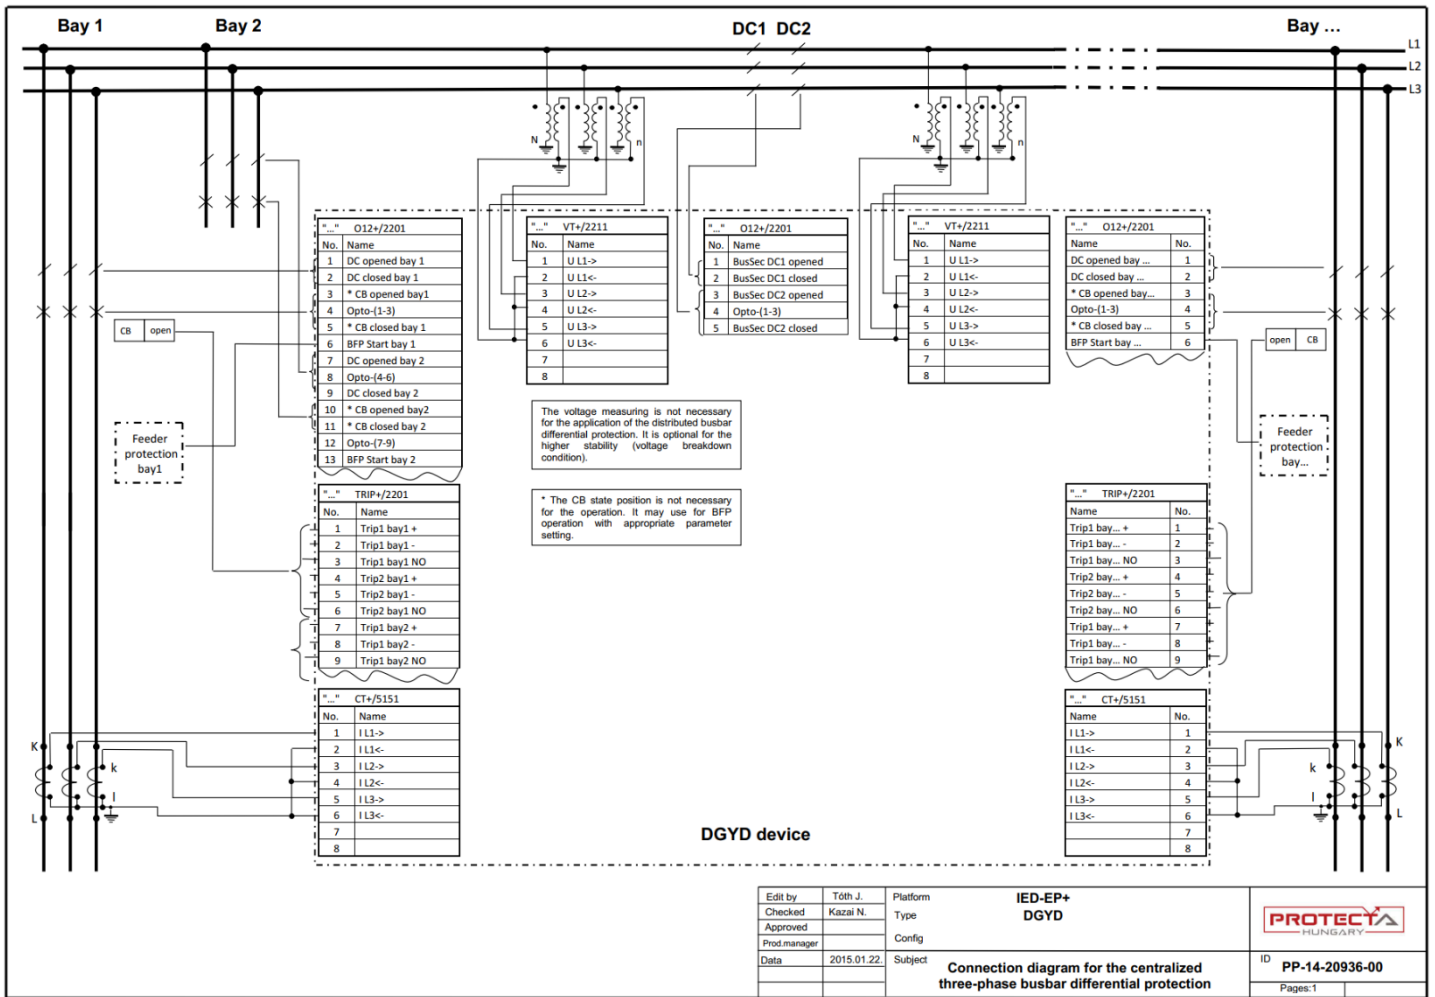 Bay 1
Bay 2
DC1 DC2
Bay ...
L1
L2
L3
N
n
N
n
"..." O12+/2201
No. Name
1 DC opened bay 1
2 DC closed bay 1
3 * CB opened bay1
4 Opto-(1-3)
5 * CB closed bay 1
6 BFP Start bay 1
7 DC opened bay 2
8 Opto-(4-6)
9 DC closed bay 2
10 * CB opened bay2
11 * CB closed bay 2
12 Opto-(7-9)
13 BFP Start bay 2
"..." VT+/2211
No. Name
1 U L1->
2 U L1<-
3 U L2->
4 U L2<-
5 U L3->
6 U L3<-
7
8
"..." O12+/2201
No. Name
1 BusSec DC1 opened
2 BusSec DC1 closed
3 BusSec DC2 opened
4 Opto-(1-3)
5 BusSec DC2 closed
"..." VT+/2211
No. Name
1 U L1->
2 U L1<-
3 U L2->
4 U L2<-
5 U L3->
6 U L3<-
7
8
"..." O12+/2201
Name No.
DC opened bay ... 1
DC closed bay ... 2
* CB opened bay... 3
Opto-(1-3) 4
* CB closed bay ... 5
BFP Start bay ... 6
CB open
open CB
Feeder
protection
bay1
Feeder
protection
bay...
The voltage measuring is not necessary
for the application of the distributed busbar
differential protection. It is optional for the
higher stability (voltage breakdown
condition).
* The CB state position is not necessary
for the operation. It may use for BFP
operation with appropriate parameter
setting.
"..." TRIP+/2201
No. Name
1 Trip1 bay1 +
2 Trip1 bay1 -
3 Trip1 bay1 NO
4 Trip2 bay1 +
5 Trip2 bay1 -
6 Trip2 bay1 NO
7 Trip1 bay2 +
8 Trip1 bay2 -
9 Trip1 bay2 NO
"..." TRIP+/2201
Name No.
Trip1 bay... + 1
Trip1 bay... - 2
Trip1 bay... NO 3
Trip2 bay... + 4
Trip2 bay... - 5
Trip2 bay... NO 6
Trip1 bay... + 7
Trip1 bay... - 8
Trip1 bay... NO 9
"..." CT+/5151
No. Name
1 I L1->
2 I L1<-
3 I L2->
4 I L2<-
5 I L3->
6 I L3<-
7
8
"..." CT+/5151
Name No.
I L1-> 1
I L1<- 2
I L2-> 3
I L2<- 4
I L3-> 5
I L3<- 6
7
8
K
k
l
L
K
k
l
L
DGYD device
Edit by Tóth J.
Checked Kazai N.
Approved
Prod.manager
Data 2015.01.22.
Platform IED-EP+
Type DGYD
Config
Subject Connection diagram for the centralized
three-phase busbar differential protection
PROTECTA
HUNGARY
ID PP-14-20936-00
Pages:1